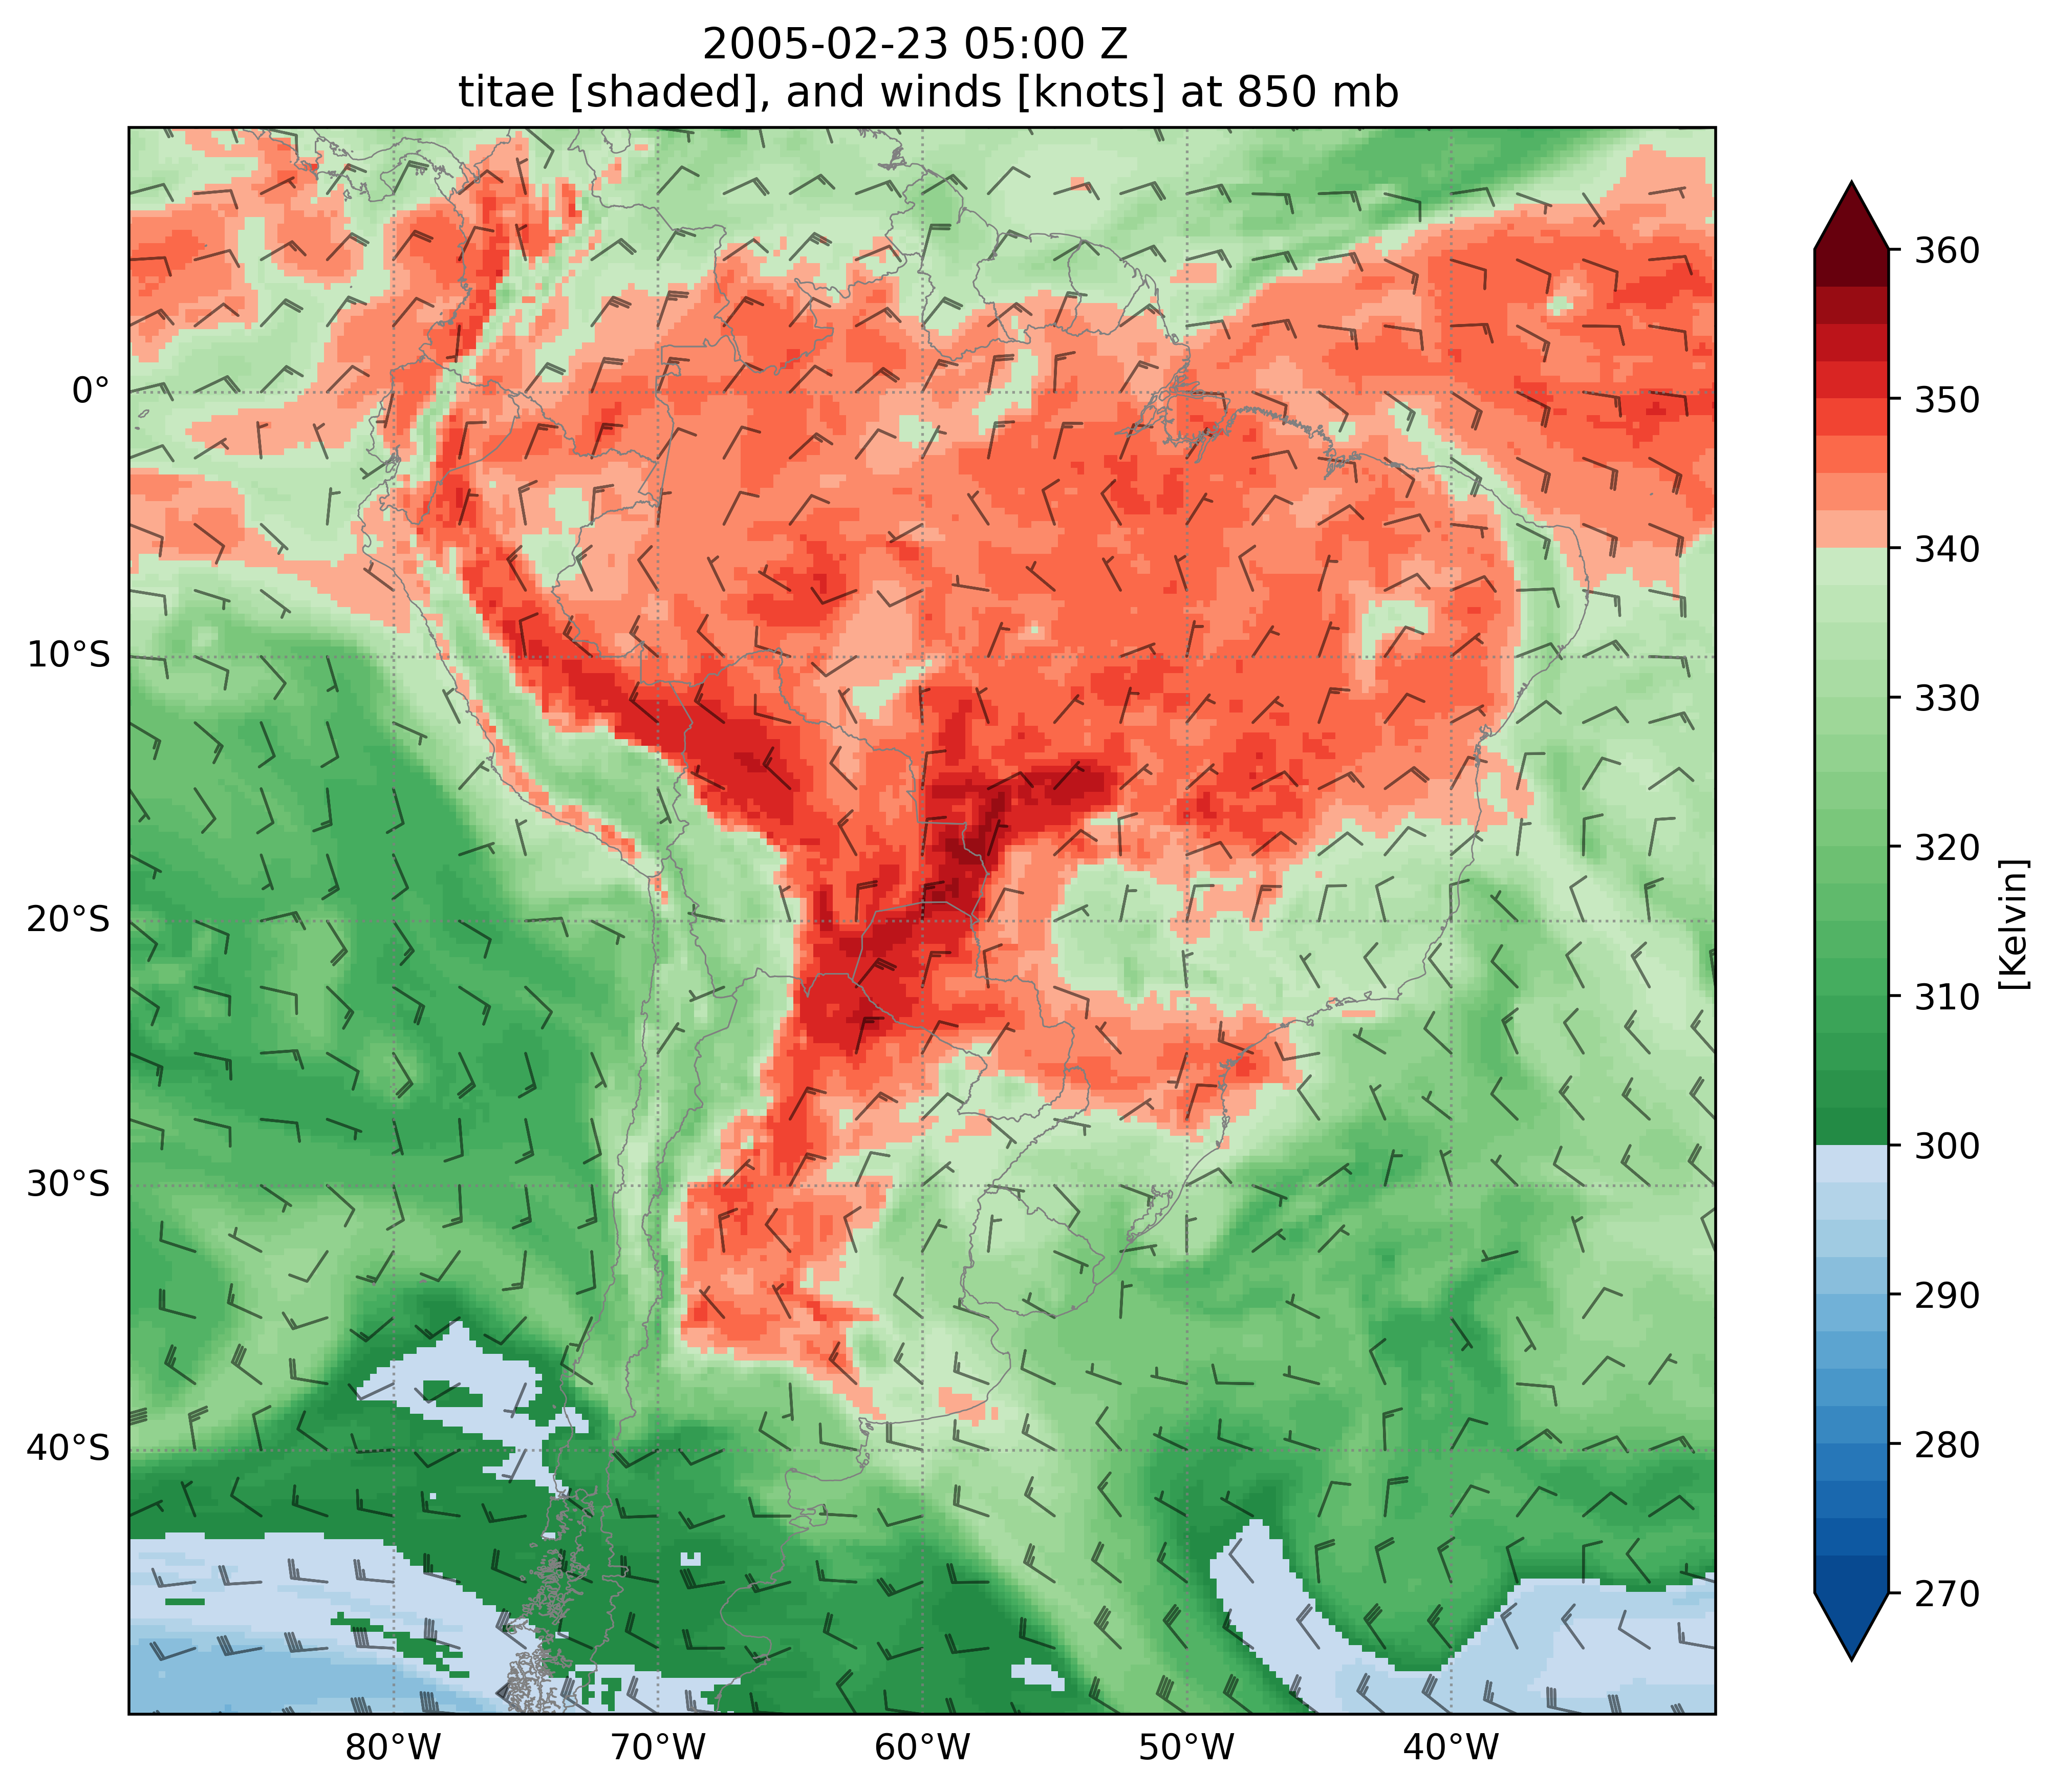 2005-02-23 05:00 Z
titae [shaded], and winds [knots] at 850 mb
0°
10°S
20°S
30°S
40°S
80°W
70°W
60°W
50°W
40°W
360
350
340
330
320
310
300
290
280
270
[Kelvin]